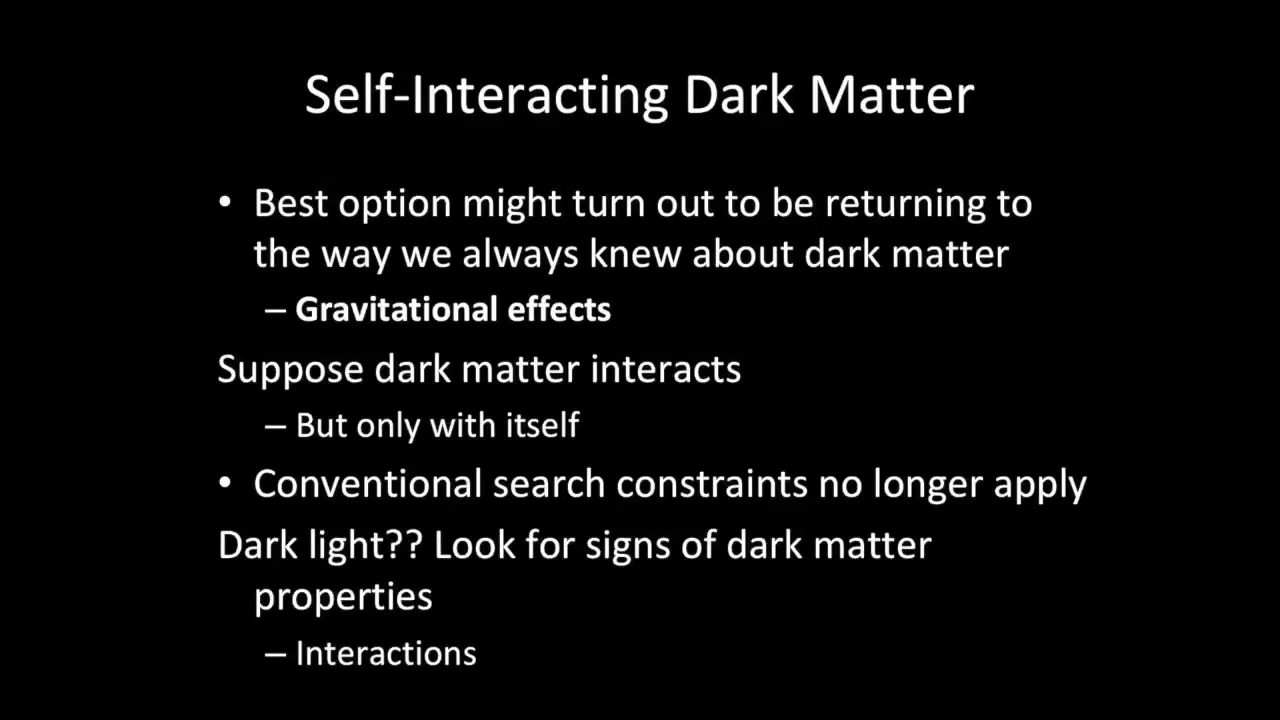 Self-Interacting Dark Matter
• Best option might turn out to be returning to
the way we always knew about dark matter
– Gravitational effects
Suppose dark matter interacts
– But only with itself
• Conventional search constraints no longer apply
Dark light?? Look for signs of dark matter
properties
– Interactions